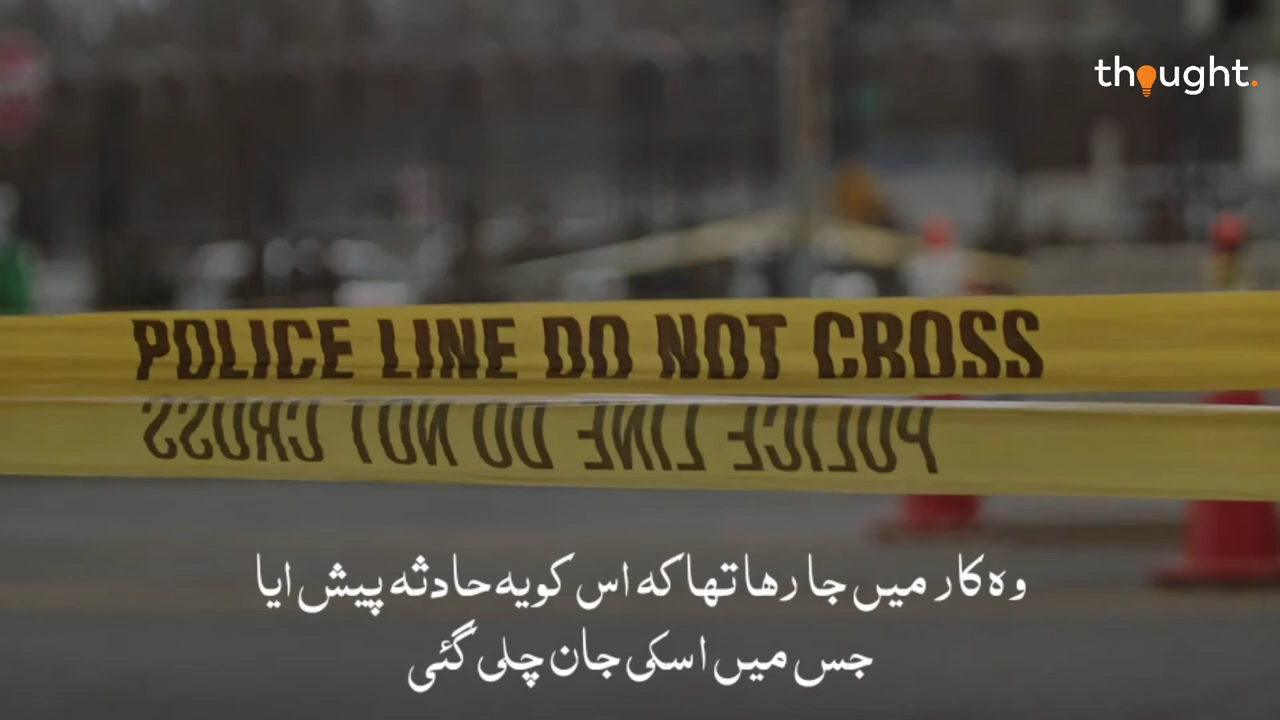 thought.
POLICE LINE DO NOT CROSS
POLICE LINE DO NOT CROSS
وہ کار میں جا رھا تھا کہ اس کو یہ حادثہ پیش ایا
جس میں اسکی جان چلی گئی